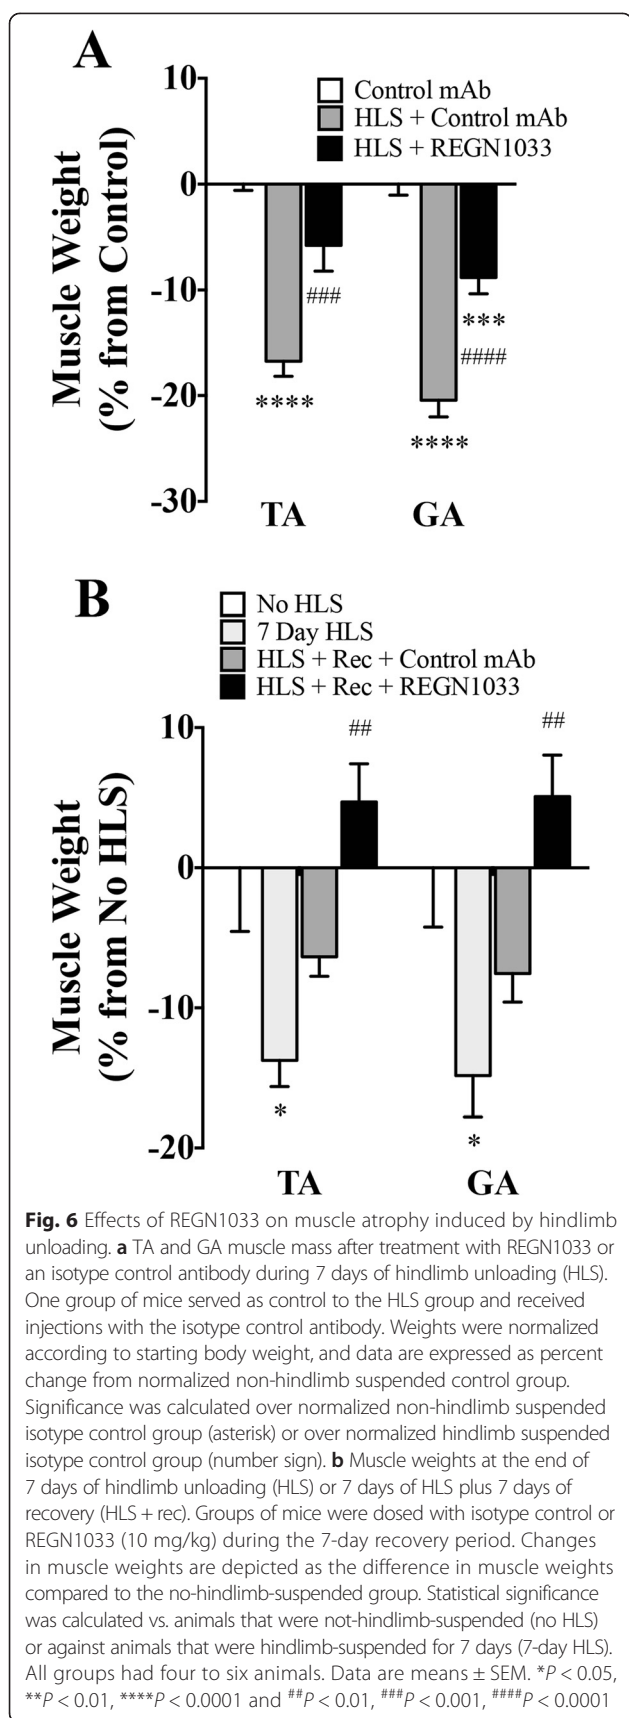 A
10
0
-10
-20
-30
Muscle Weight
(% from Control)
Control mAb
HLS + Control mAb
HLS + REGN1033
###
***
####
****
****
TA
GA
B
No HLS
7 Day HLS
HLS + Rec + Control mAb
HLS + Rec + REGN1033
10
0
-10
-20
Muscle Weight
(% from No HLS)
##
##
*
*
TA
GA
Fig. 6 Effects of REGN1033 on muscle atrophy induced by hindlimb
unloading. a TA and GA muscle mass after treatment with REGN1033 or
an isotype control antibody during 7 days of hindlimb unloading (HLS).
One group of mice served as control to the HLS group and received
injections with the isotype control antibody. Weights were normalized
according to starting body weight, and data are expressed as percent
change from normalized non-hindlimb suspended control group.
Significance was calculated over normalized non-hindlimb suspended
isotype control group (asterisk) or over normalized hindlimb suspended
isotype control group (number sign). b Muscle weights at the end of
7 days of hindlimb unloading (HLS) or 7 days of HLS plus 7 days of
recovery (HLS + rec). Groups of mice were dosed with isotype control or
REGN1033 (10 mg/kg) during the 7-day recovery period. Changes
in muscle weights are depicted as the difference in muscle weights
compared to the no-hindlimb-suspended group. Statistical significance
was calculated vs. animals that were not-hindlimb-suspended (no HLS)
or against animals that were hindlimb-suspended for 7 days (7-day HLS).
All groups had four to six animals. Data are means ± SEM. *P < 0.05,
**P < 0.01, ****P < 0.0001 and ##P < 0.01, ###P < 0.001, ####P < 0.0001